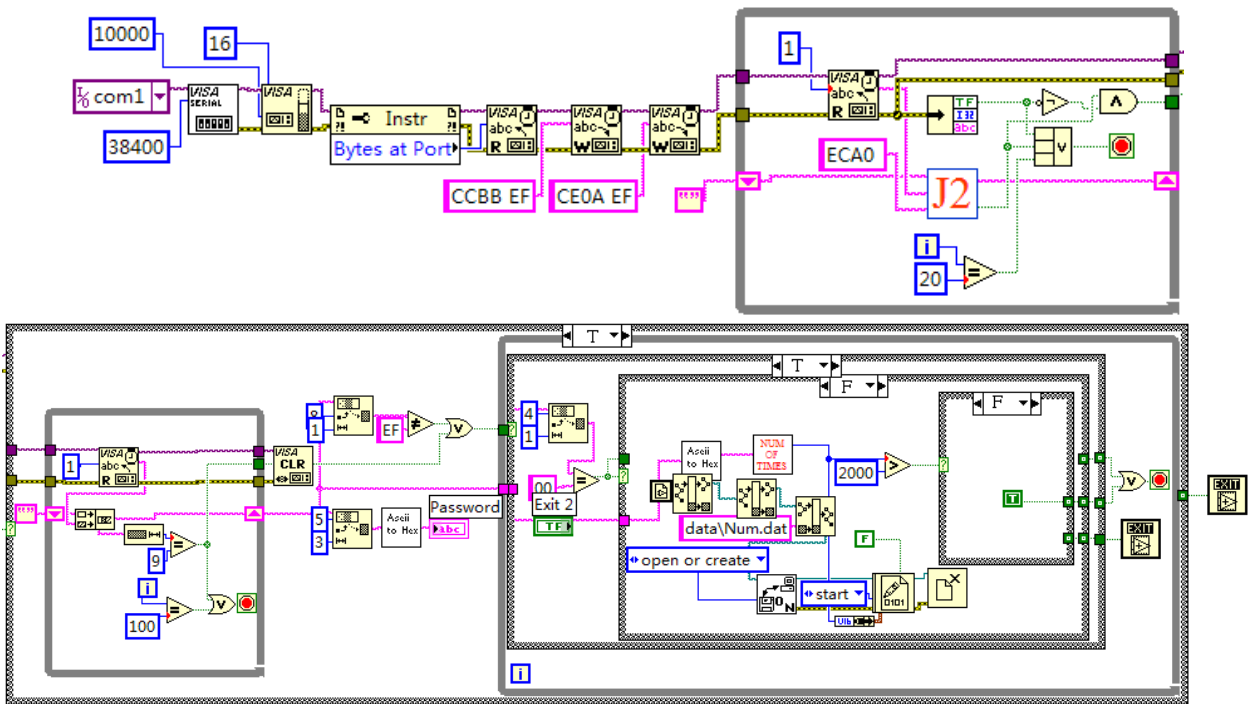 10000
16
com1
VISA
SERIAL
VISA
38400
Instr
Bytes at Port
VISA
abc
R
VISA
abc
W
VISA
abc
W
CCBB EF
CE0A EF
1
VISA
abc
R
TF
I32
abc
ECA0
J2
i
20
=
V
T
1
VISA
abc
R
VISA
CLR
1
EF
≠
V
5
3
Ascii
to Hex
Password
abc
9
=
i
100
=
V
4
1
00
=
Exit 2
TF
T
F
Ascii
to Hex
NUM
OF
TIMES
2000
>
data\Num.dat
open or create
start
F
0101
F
T
V
EXIT
EXIT
i